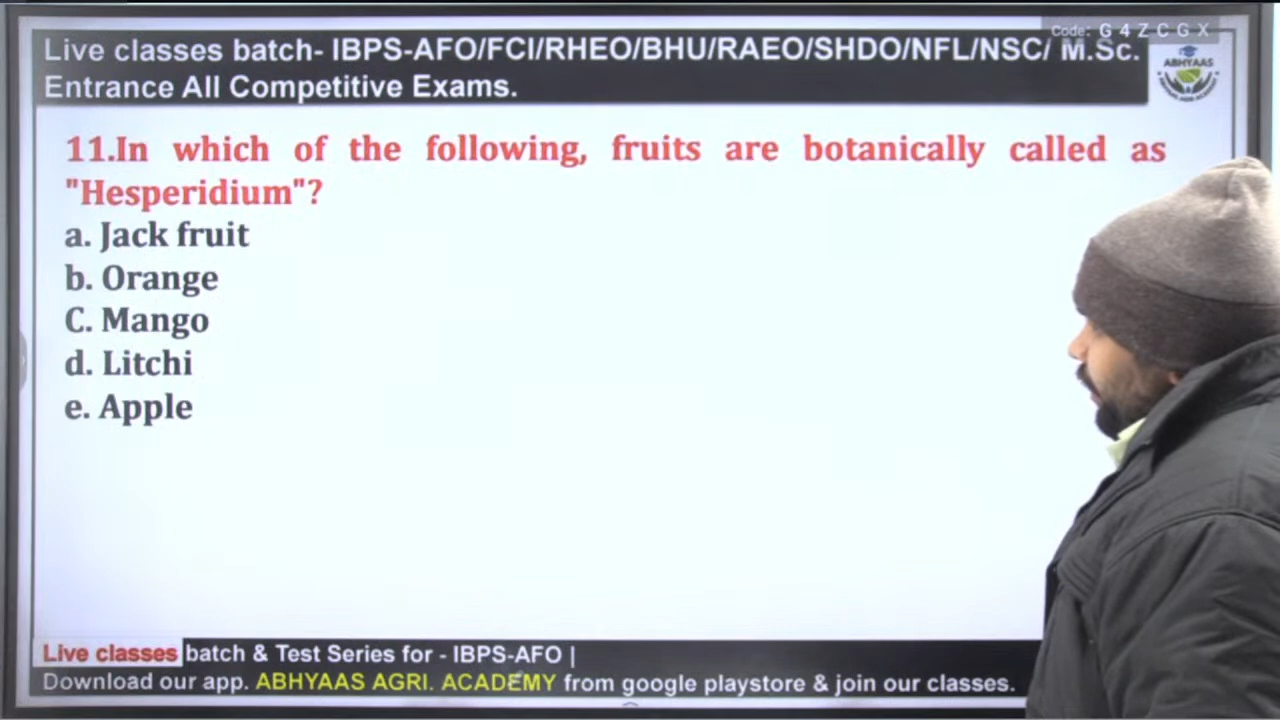 Code: G 4 Z C G X
Live classes batch- IBPS-AFO/FCI/RHEO/BHU/RAEO/SHDO/NFL/NSC/ M.Sc.
Entrance All Competitive Exams.
ABHYAAS
11.In which of the following, fruits are botanically called as
"Hesperidium"?
a. Jack fruit
b. Orange
C. Mango
d. Litchi
e. Apple
Live classes batch & Test Series for - IBPS-AFO |
Download our app. ABHYAAS AGRI. ACADEMY from google playstore & join our classes.